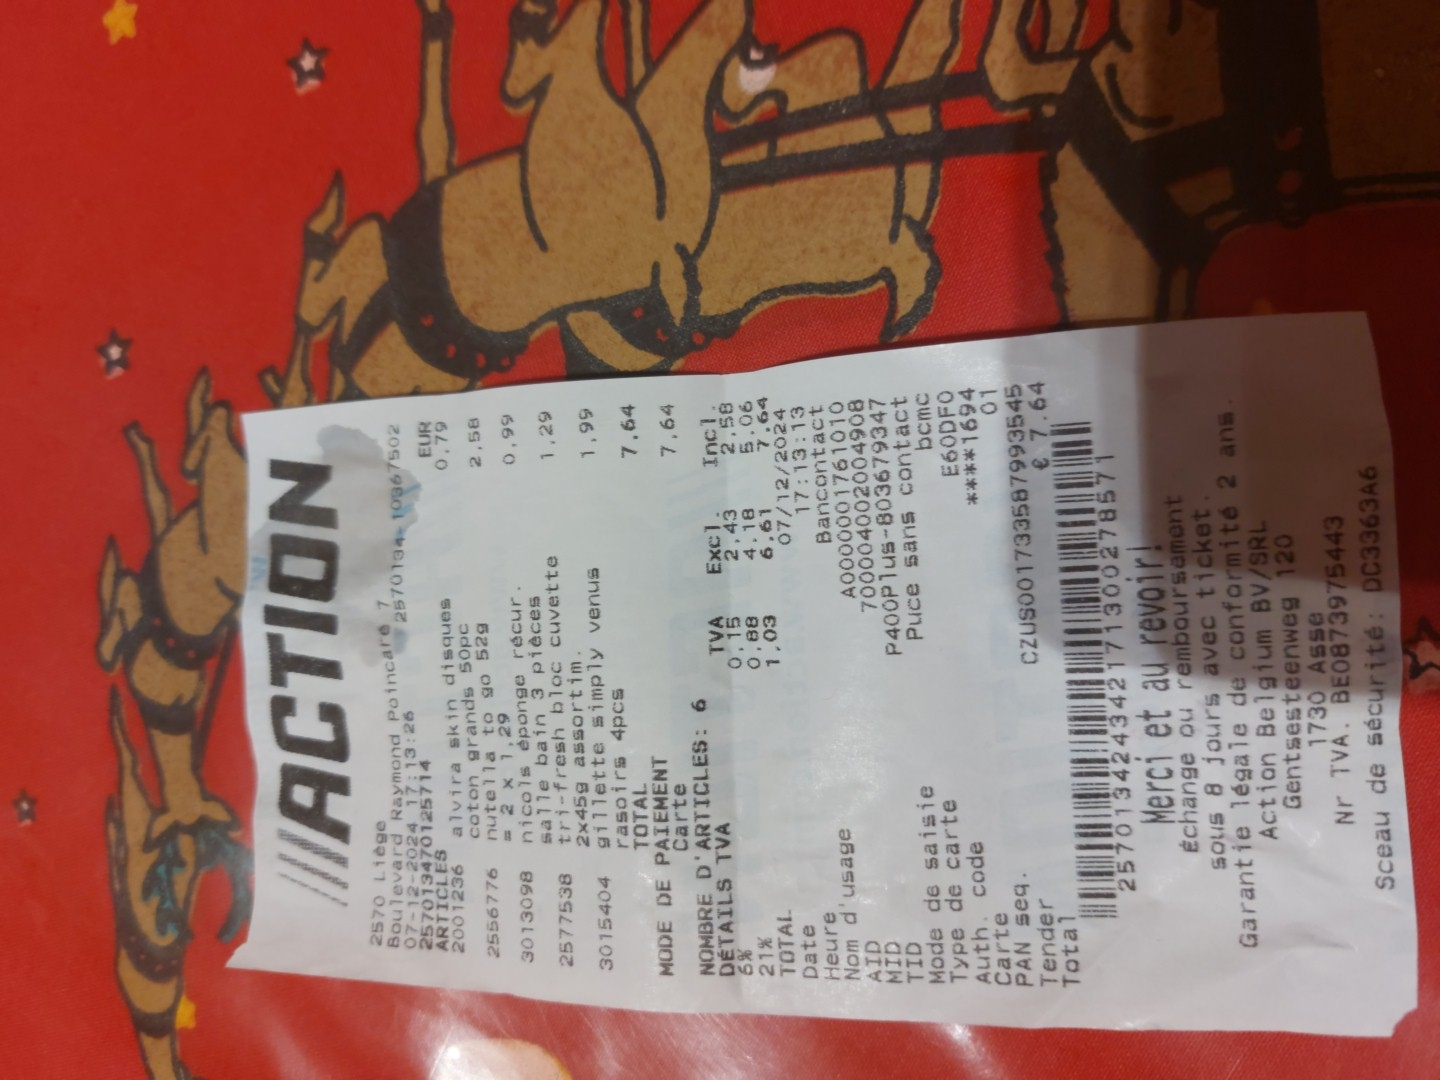 ACTION
2570 Liège
Boulevard Raymond Poincaré 7
07-12-2024 17:13:26 2570134-10367502
257013470125714
ARTICLES EUR
2001236 alvira skin disques 0,79
coton grands 50pc
2556776 nutella to go 52g 2,58
= 2 x 1,29
3013098 nicols éponge récur. 0,99
salle bain 3 pièces
2577538 tri-fresh bloc cuvette 1,29
2x45g assortim.
3015404 gillette simply venus 1,99
rasoirs 4pcs
TOTAL 7,64
MODE DE PAIEMENT
Carte 7,64
NOMBRE D'ARTICLES: 6
DÉTAILS TVA TVA Excl. Incl.
6% 0,15 2,43 2,58
21% 0,88 4,18 5,06
TOTAL 1,03 6,61 7,64
Date 07/12/2024
Heure 17:13:13
Nom d'usage Bancontact
AID A0000001761010
MID 700040020049​08
TID P400Plus-803679347
Mode de saisie Puce sans contact
Type de carte bcmc
Auth. code E60DF0
Carte ****1694
PAN seq. 01
Tender CZUS001733587993545
Total € 7.64
2570134243421713002785​71
Merci et au revoir!
Échange ou remboursement
sous 8 jours avec ticket.
Garantie légale de conformité 2 ans.
Action Belgium BV/SRL
Gentsesteenweg 120
1730 Asse
Nr TVA. BE0873975443
Sceau de sécurité: DC3363A6